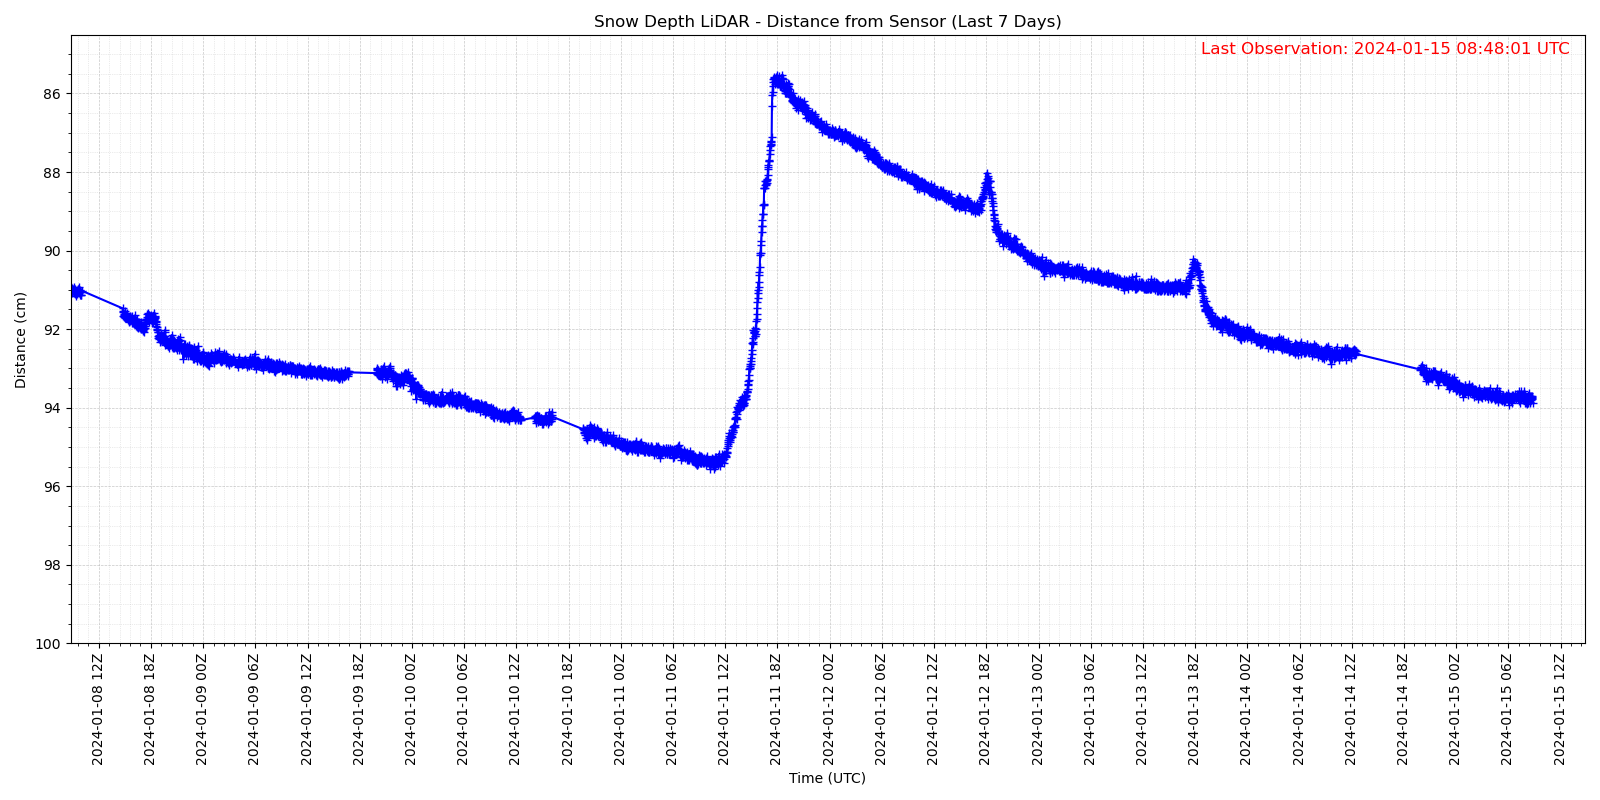 Snow Depth LiDAR - Distance from Sensor (Last 7 Days)
Last Observation: 2024-01-15 08:48:01 UTC
Distance (cm)
86
88
90
92
94
96
98
100
2024-01-08 12Z
2024-01-08 18Z
2024-01-09 00Z
2024-01-09 06Z
2024-01-09 12Z
2024-01-09 18Z
2024-01-10 00Z
2024-01-10 06Z
2024-01-10 12Z
2024-01-10 18Z
2024-01-11 00Z
2024-01-11 06Z
2024-01-11 12Z
2024-01-11 18Z
2024-01-12 00Z
2024-01-12 06Z
2024-01-12 12Z
2024-01-12 18Z
2024-01-13 00Z
2024-01-13 06Z
2024-01-13 12Z
2024-01-13 18Z
2024-01-14 00Z
2024-01-14 06Z
2024-01-14 12Z
2024-01-14 18Z
2024-01-15 00Z
2024-01-15 06Z
2024-01-15 12Z
Time (UTC)